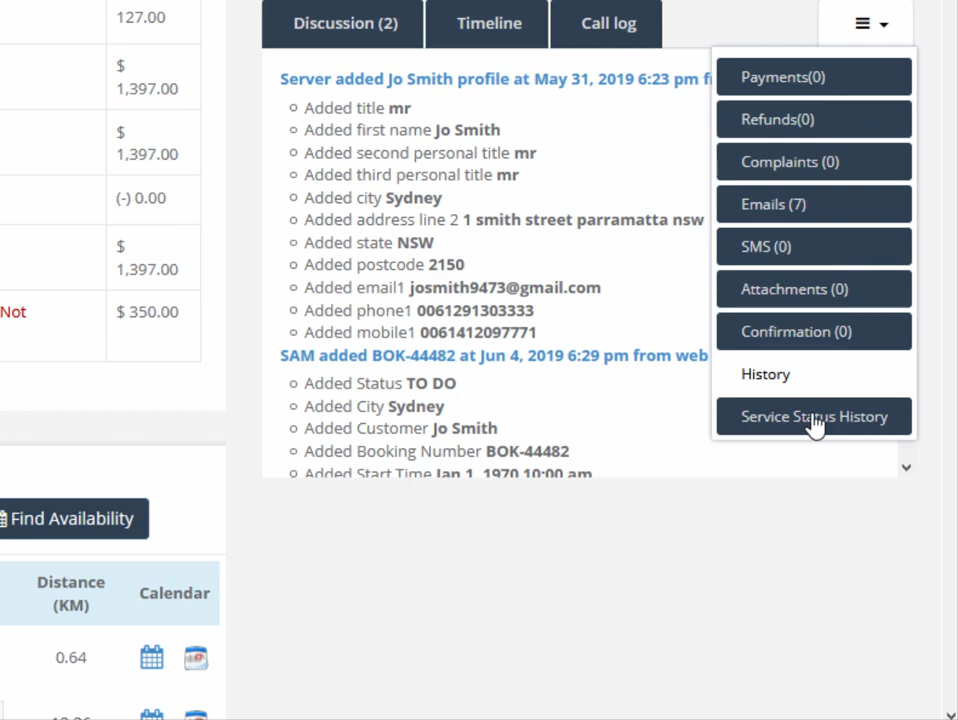 127.00
$
1,397.00
$
1,397.00
(-) 0.00
$
1,397.00
Not
$ 350.00
Discussion (2)
Timeline
Call log
Server added Jo Smith profile at May 31, 2019 6:23 pm
Added title mr
Added first name Jo Smith
Added second personal title mr
Added third personal title mr
Added city Sydney
Added address line 2 1 smith street parramatta nsw
Added state NSW
Added postcode 2150
Added email1 josmith9473@gmail.com
Added phone1 0061291303333
Added mobile1 0061412097771
SAM added BOK-44482 at Jun 4, 2019 6:29 pm from web
Added Status TO DO
Added City Sydney
Added Customer Jo Smith
Added Booking Number BOK-44482
Added Start Time Jan 1, 1970 10:00 am
Payments(0)
Refunds(0)
Complaints (0)
Emails (7)
SMS (0)
Attachments (0)
Confirmation (0)
History
Service Status History
Find Availability
Distance
(KM)
Calendar
0.64